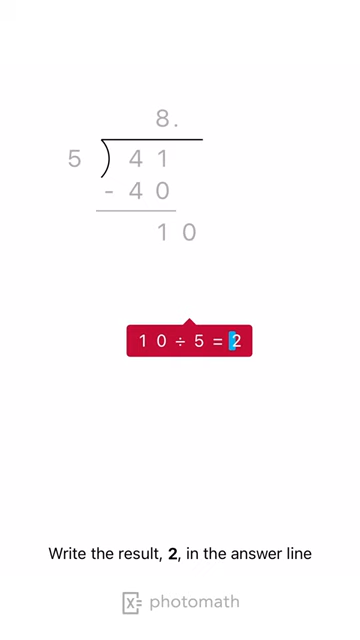 8.
5 ) 4 1
- 4 0
1 0
1 0 ÷ 5 = 2
Write the result, 2, in the answer line
photomath